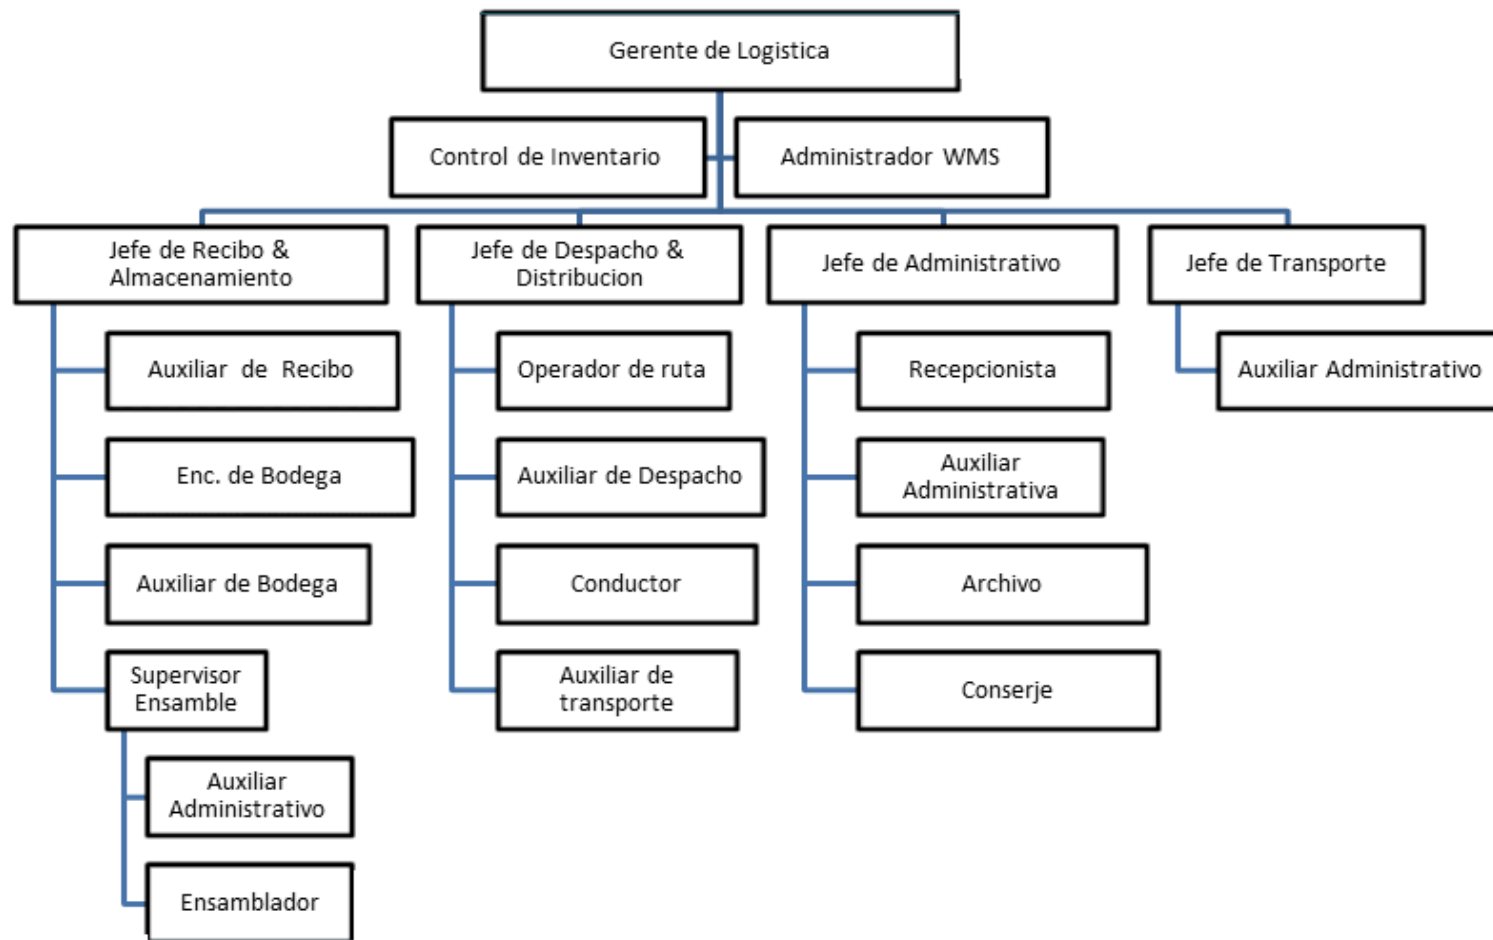 Gerente de Logistica
Control de Inventario
Administrador WMS
Jefe de Recibo &
Almacenamiento
Jefe de Despacho &
Distribucion
Jefe de Administrativo
Jefe de Transporte
Auxiliar de Recibo
Enc. de Bodega
Auxiliar de Bodega
Supervisor
Ensamble
Auxiliar
Administrativo
Ensamblador
Operador de ruta
Auxiliar de Despacho
Conductor
Auxiliar de
transporte
Recepcionista
Auxiliar
Administrativa
Archivo
Conserje
Auxiliar Administrativo